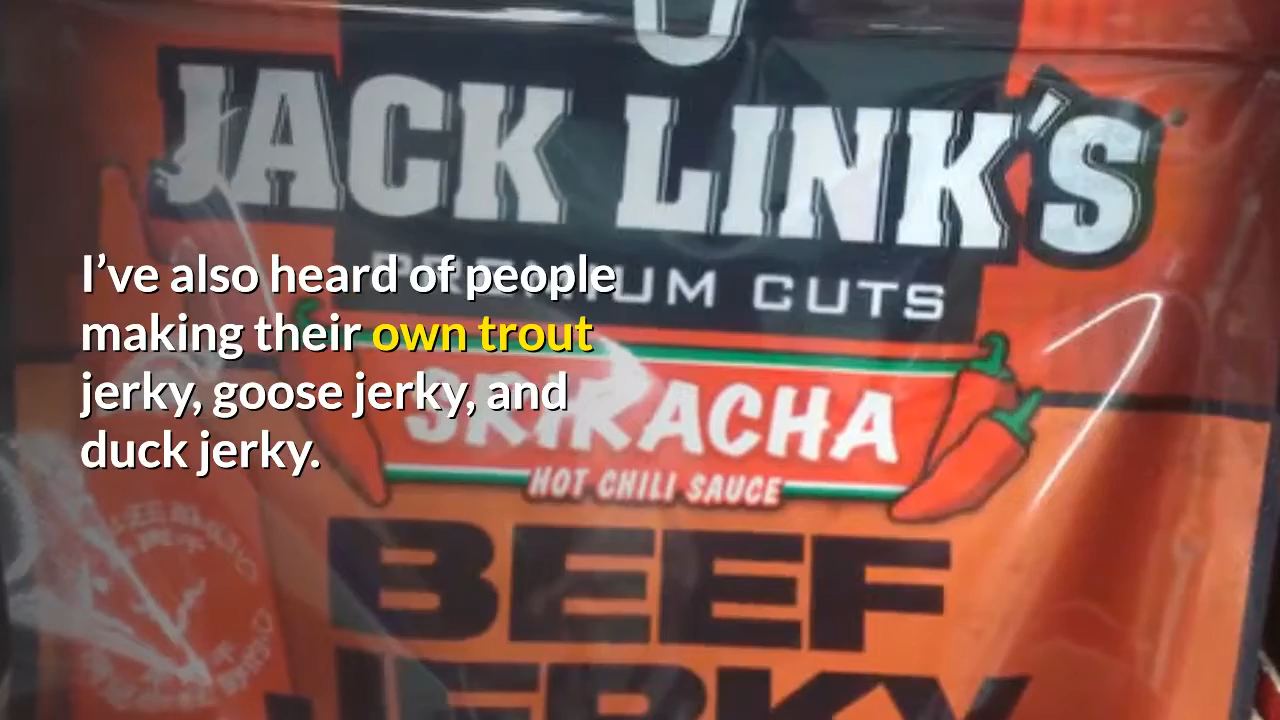 JACK LINK'S
PREMIUM CUTS
I've also heard of people
making their own trout
jerky, goose jerky, and
duck jerky.
SRIRACHA
HOT CHILI SAUCE
BEEF
JERKY